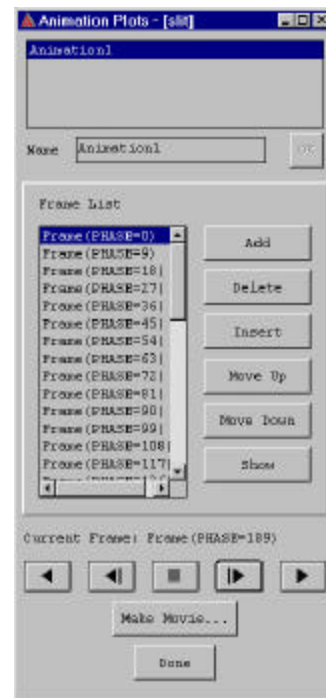 Animation Plots - [slit]
Animation1
Name Animation1 OK
Frame List
Frame(PHASE=0)
Frame(PHASE=9)
Frame(PHASE=18)
Frame(PHASE=27)
Frame(PHASE=36)
Frame(PHASE=45)
Frame(PHASE=54)
Frame(PHASE=63)
Frame(PHASE=72)
Frame(PHASE=81)
Frame(PHASE=90)
Frame(PHASE=99)
Frame(PHASE=108)
Frame(PHASE=117)
Add
Delete
Insert
Move Up
Move Down
Show
Current Frame: Frame(PHASE=189)
Make Movie...
Done